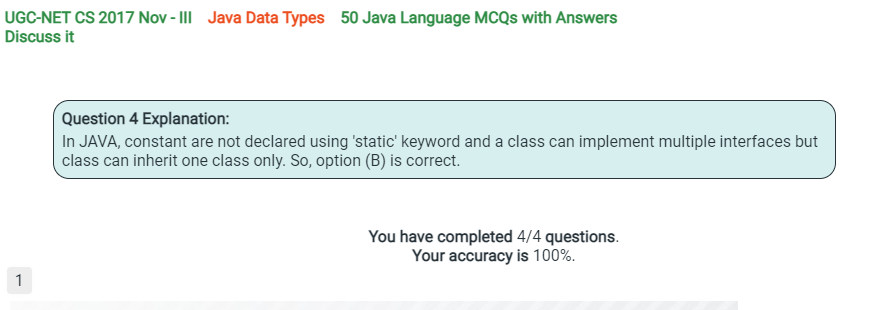 UGC-NET CS 2017 Nov - III Java Data Types 50 Java Language MCQs with Answers
Discuss it
Question 4 Explanation:
In JAVA, constant are not declared using 'static' keyword and a class can implement multiple interfaces but
class can inherit one class only. So, option (B) is correct.
You have completed 4/4 questions.
Your accuracy is 100%.
1